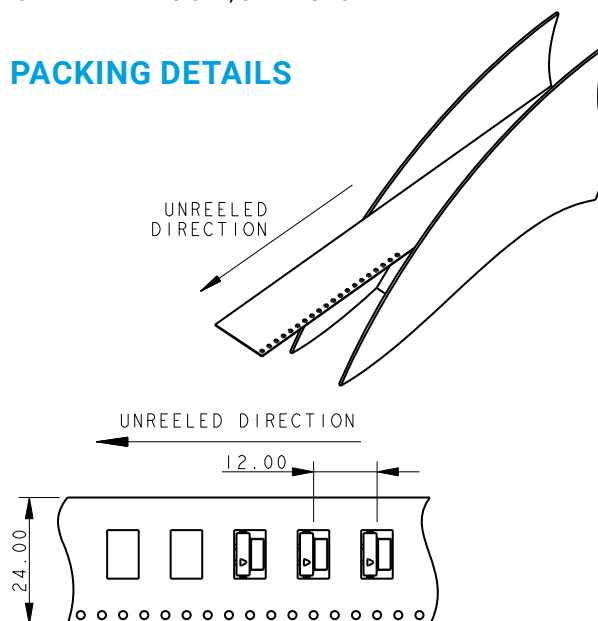 PACKING DETAILS
UNREELED
DIRECTION
UNREELED DIRECTION
12.00
24.00